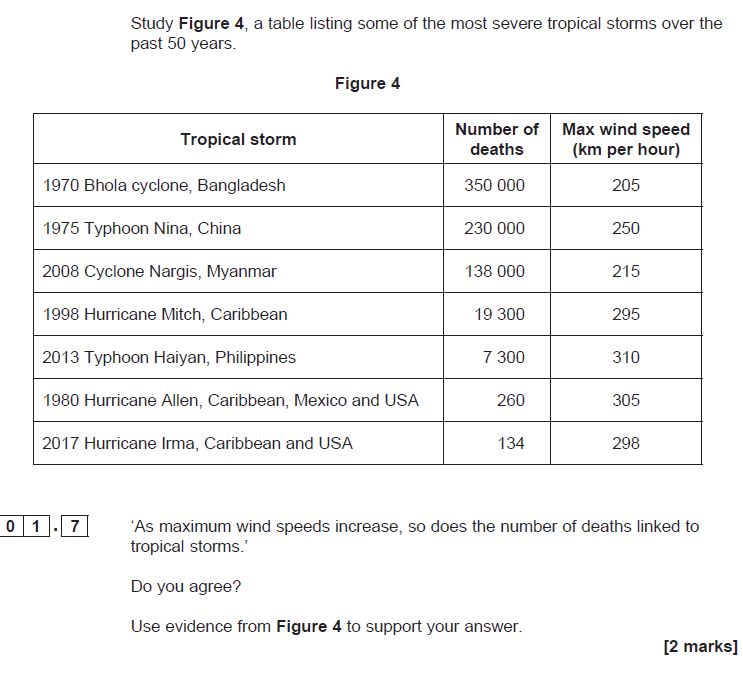 Study Figure 4, a table listing some of the most severe tropical storms over the
past 50 years.
Figure 4
Tropical storm Number of deaths Max wind speed (km per hour)
1970 Bhola cyclone, Bangladesh 350 000 205
1975 Typhoon Nina, China 230 000 250
2008 Cyclone Nargis, Myanmar 138 000 215
1998 Hurricane Mitch, Caribbean 19 300 295
2013 Typhoon Haiyan, Philippines 7 300 310
1980 Hurricane Allen, Caribbean, Mexico and USA 260 305
2017 Hurricane Irma, Caribbean and USA 134 298
0 1 . 7 ‘As maximum wind speeds increase, so does the number of deaths linked to
tropical storms.’
Do you agree?
Use evidence from Figure 4 to support your answer.
[2 marks]